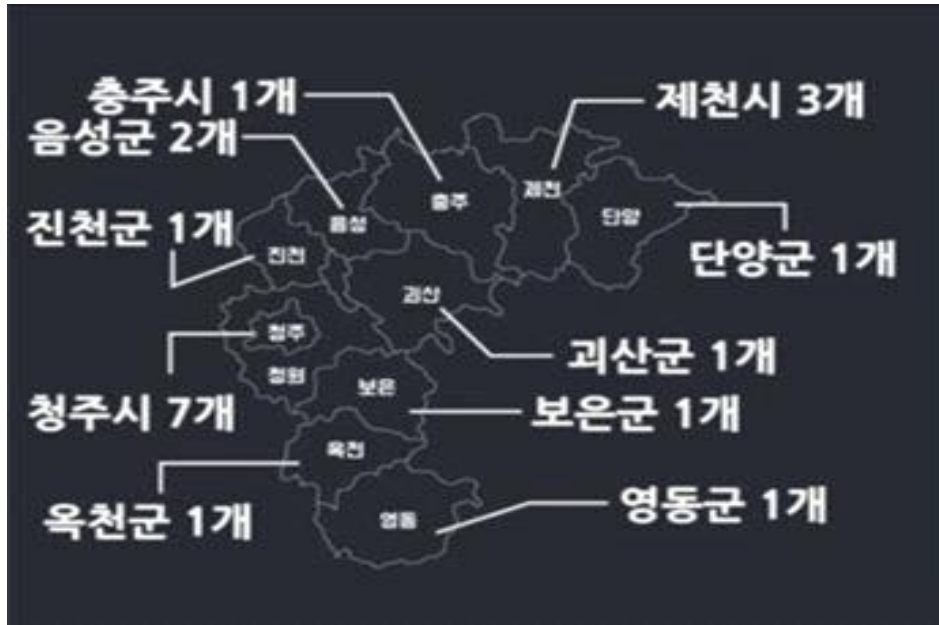 충주시 1개
제천시 3개
음성군 2개
제천
충주
단양
음성
진천군 1개
진천
단양군 1개
괴산
청주
괴산군 1개
청원
보은
청주시 7개
보은군 1개
옥천
옥천군 1개
영동군 1개
영동